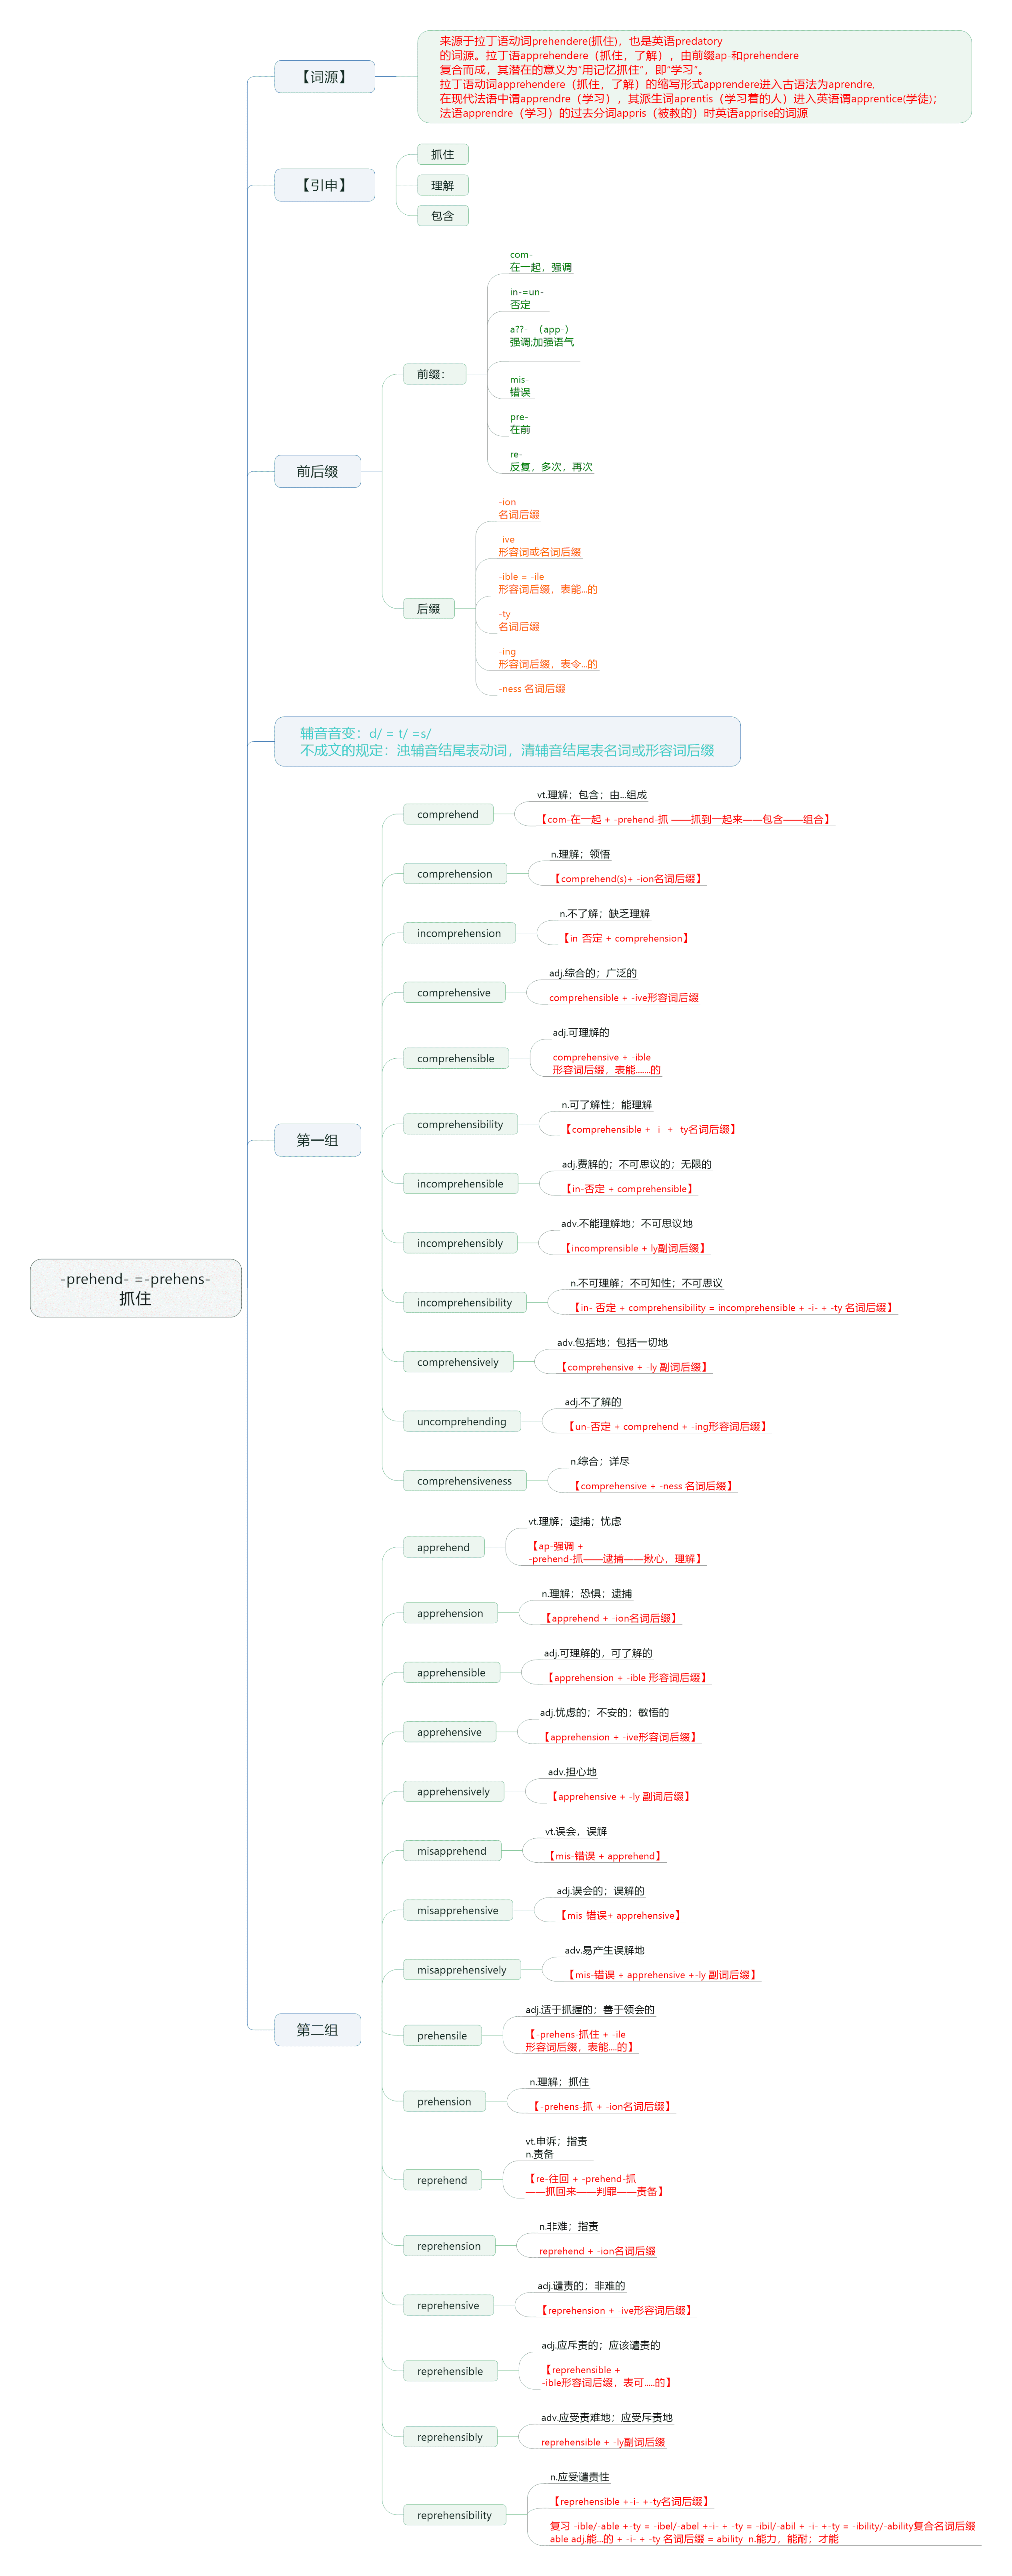 -prehend- =-prehens-
抓住
【词源】
来源于拉丁语动词prehendere(抓住)，也是英语predatory
的词源。拉丁语apprehendere（抓住，了解），由前缀ap-和prehendere
复合而成，其潜在的意义为“用记忆抓住”，即“学习”。
拉丁语动词apprehendere（抓住，了解）的缩写形式apprendere进入古语法为aprendre,
在现代法语中谓apprendre（学习），其派生词aprentis（学习着的人）进入英语谓apprentice(学徒)；
法语apprendre（学习）的过去分词appris（被教的）时英语apprise的词源
【引申】
抓住
理解
包含
前后缀
前缀：
com-
在一起，强调
in-=un-
否定
a??- （app-）
强调;加强语气
mis-
错误
pre-
在前
re-
反复，多次，再次
后缀
-ion
名词后缀
-ive
形容词或名词后缀
-ible = -ile
形容词后缀，表能...的
-ty
名词后缀
-ing
形容词后缀，表令...的
-ness 名词后缀
辅音音变：d/ = t/ =s/
不成文的规定：浊辅音结尾表动词，清辅音结尾表名词或形容词后缀
第一组
comprehend
vt.理解；包含；由...组成
【com-在一起 + -prehend-抓 ——抓到一起来——包含——组合】
comprehension
n.理解；领悟
【comprehend(s)+ -ion名词后缀】
incomprehension
n.不了解；缺乏理解
【in-否定 + comprehension】
comprehensive
adj.综合的；广泛的
comprehensible + -ive形容词后缀
comprehensible
adj.可理解的
comprehensive + -ible
形容词后缀，表能.......的
comprehensibility
n.可了解性；能理解
【comprehensible + -i- + -ty名词后缀】
incomprehensible
adj.费解的；不可思议的；无限的
【in-否定 + comprehensible】
incomprehensibly
adv.不能理解地；不可思议地
【incomprensible + ly副词后缀】
incomprehensibility
n.不可理解；不可知性；不可思议
【in- 否定 + comprehensibility = incomprehensible + -i- + -ty 名词后缀】
comprehensively
adv.包括地；包括一切地
【comprehensive + -ly 副词后缀】
uncomprehending
adj.不了解的
【un-否定 + comprehend + -ing形容词后缀】
comprehensiveness
n.综合；详尽
【comprehensive + -ness 名词后缀】
第二组
apprehend
vt.理解；逮捕；忧虑
【ap-强调 +
-prehend-抓——逮捕——揪心，理解】
apprehension
n.理解；恐惧；逮捕
【apprehend + -ion名词后缀】
apprehensible
adj.可理解的，可了解的
【apprehension + -ible 形容词后缀】
apprehensive
adj.忧虑的；不安的；敏悟的
【apprehension + -ive形容词后缀】
apprehensively
adv.担心地
【apprehensive + -ly 副词后缀】
misapprehend
vt.误会，误解
【mis-错误 + apprehend】
misapprehensive
adj.误会的；误解的
【mis-错误+ apprehensive】
misapprehensively
adv.易产生误解地
【mis-错误 + apprehensive +-ly 副词后缀】
prehensile
adj.适于抓握的；善于领会的
【-prehens-抓住 + -ile
形容词后缀，表能....的】
prehension
n.理解；抓住
【-prehens-抓 + -ion名词后缀】
reprehend
vt.申诉；指责
n.责备
【re-往回 + -prehend-抓
——抓回来——判罪——责备】
reprehension
n.非难；指责
reprehend + -ion名词后缀
reprehensive
adj.谴责的；非难的
【reprehension + -ive形容词后缀】
reprehensible
adj.应斥责的；应该谴责的
【reprehensible +
-ible形容词后缀，表可.....的】
reprehensibly
adv.应受责难地；应受斥责地
reprehensible + -ly副词后缀
reprehensibility
n.应受谴责性
【reprehensible +-i- +-ty名词后缀】
复习 -ible/-able +-ty = -ibel/-abel +-i- + -ty = -ibil/-abil + -i- +-ty = -ibility/-ability复合名词后缀
able adj.能...的 + -i- + -ty 名词后缀 = ability n.能力，能耐；才能